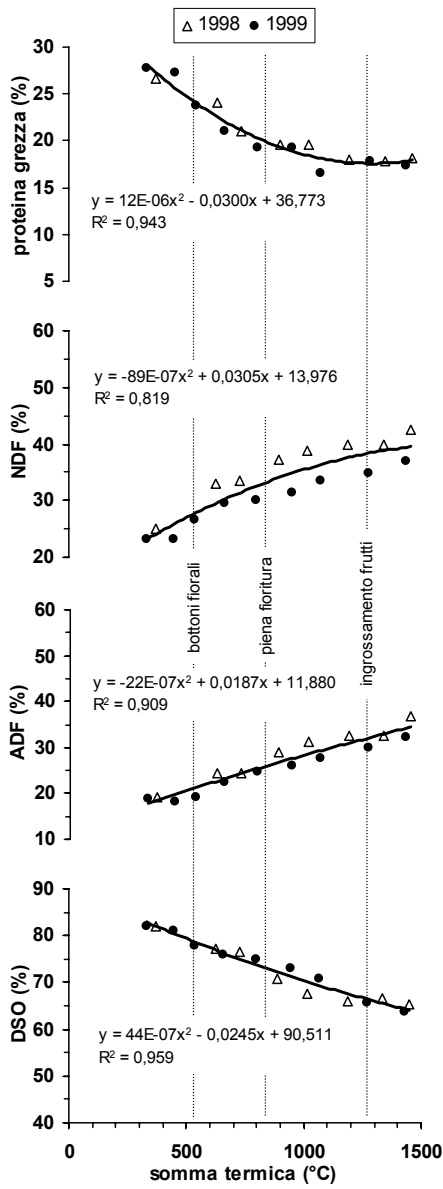 △ 1998 ● 1999
30
25
20
15
10
5
proteina grezza (%)
y = 12E-06x² - 0,0300x + 36,773
R² = 0,943
60
50
40
30
20
NDF (%)
y = -89E-07x² + 0,0305x + 13,976
R² = 0,819
bottoni fiorali
piena fioritura
ingrossamento frutti
60
50
40
30
20
10
ADF (%)
y = -22E-07x² + 0,0187x + 11,880
R² = 0,909
90
80
70
60
50
40
DSO (%)
y = 44E-07x² - 0,0245x + 90,511
R² = 0,959
0 500 1000 1500
somma termica (°C)